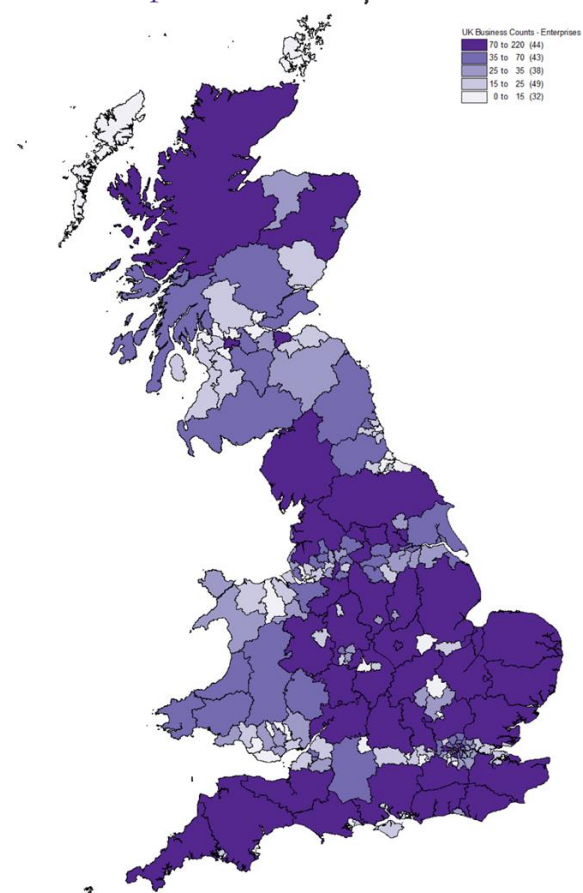 UK Business Counts - Enterprises
70 to 220 (44)
35 to 70 (43)
25 to 35 (38)
15 to 25 (49)
0 to 15 (32)